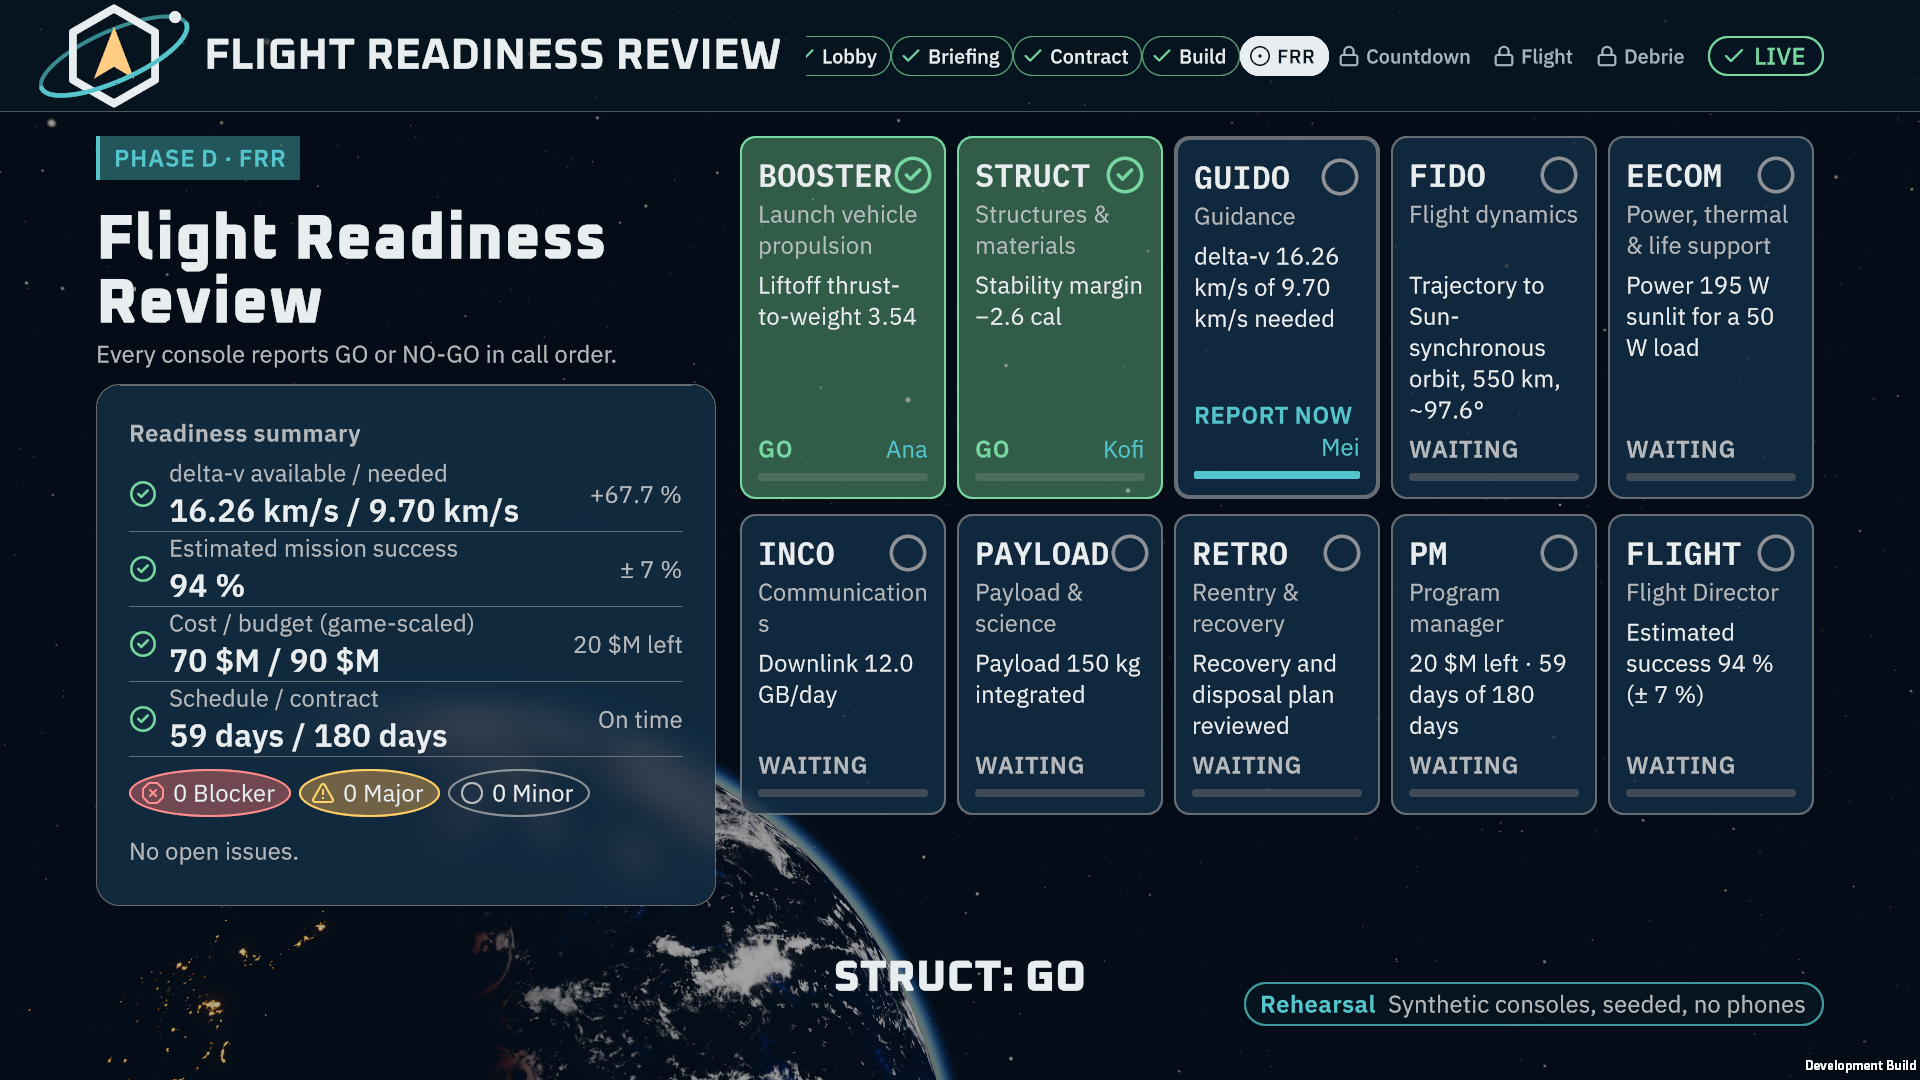 FLIGHT READINESS REVIEW
Lobby
Briefing
Contract
Build
FRR
Countdown
Flight
Debrie
LIVE
PHASE D · FRR
Flight Readiness
Review
Every console reports GO or NO-GO in call order.
Readiness summary
delta-v available / needed
16.26 km/s / 9.70 km/s
+67.7 %
Estimated mission success
94 %
± 7 %
Cost / budget (game-scaled)
70 $M / 90 $M
20 $M left
Schedule / contract
59 days / 180 days
On time
0 Blocker
0 Major
0 Minor
No open issues.
BOOSTER
Launch vehicle
propulsion
Liftoff thrust-
to-weight 3.54
GO
Ana
STRUCT
Structures &
materials
Stability margin
−2.6 cal
GO
Kofi
GUIDO
Guidance
delta-v 16.26
km/s of 9.70
km/s needed
REPORT NOW
Mei
FIDO
Flight dynamics
Trajectory to
Sun-
synchronous
orbit, 550 km,
~97.6°
WAITING
EECOM
Power, thermal
& life support
Power 195 W
sunlit for a 50
W load
WAITING
INCO
Communication
s
Downlink 12.0
GB/day
WAITING
PAYLOAD
Payload &
science
Payload 150 kg
integrated
WAITING
RETRO
Reentry &
recovery
Recovery and
disposal plan
reviewed
WAITING
PM
Program
manager
20 $M left · 59
days of 180
days
WAITING
FLIGHT
Flight Director
Estimated
success 94 %
(± 7 %)
WAITING
STRUCT: GO
Rehearsal Synthetic consoles, seeded, no phones
Development Build